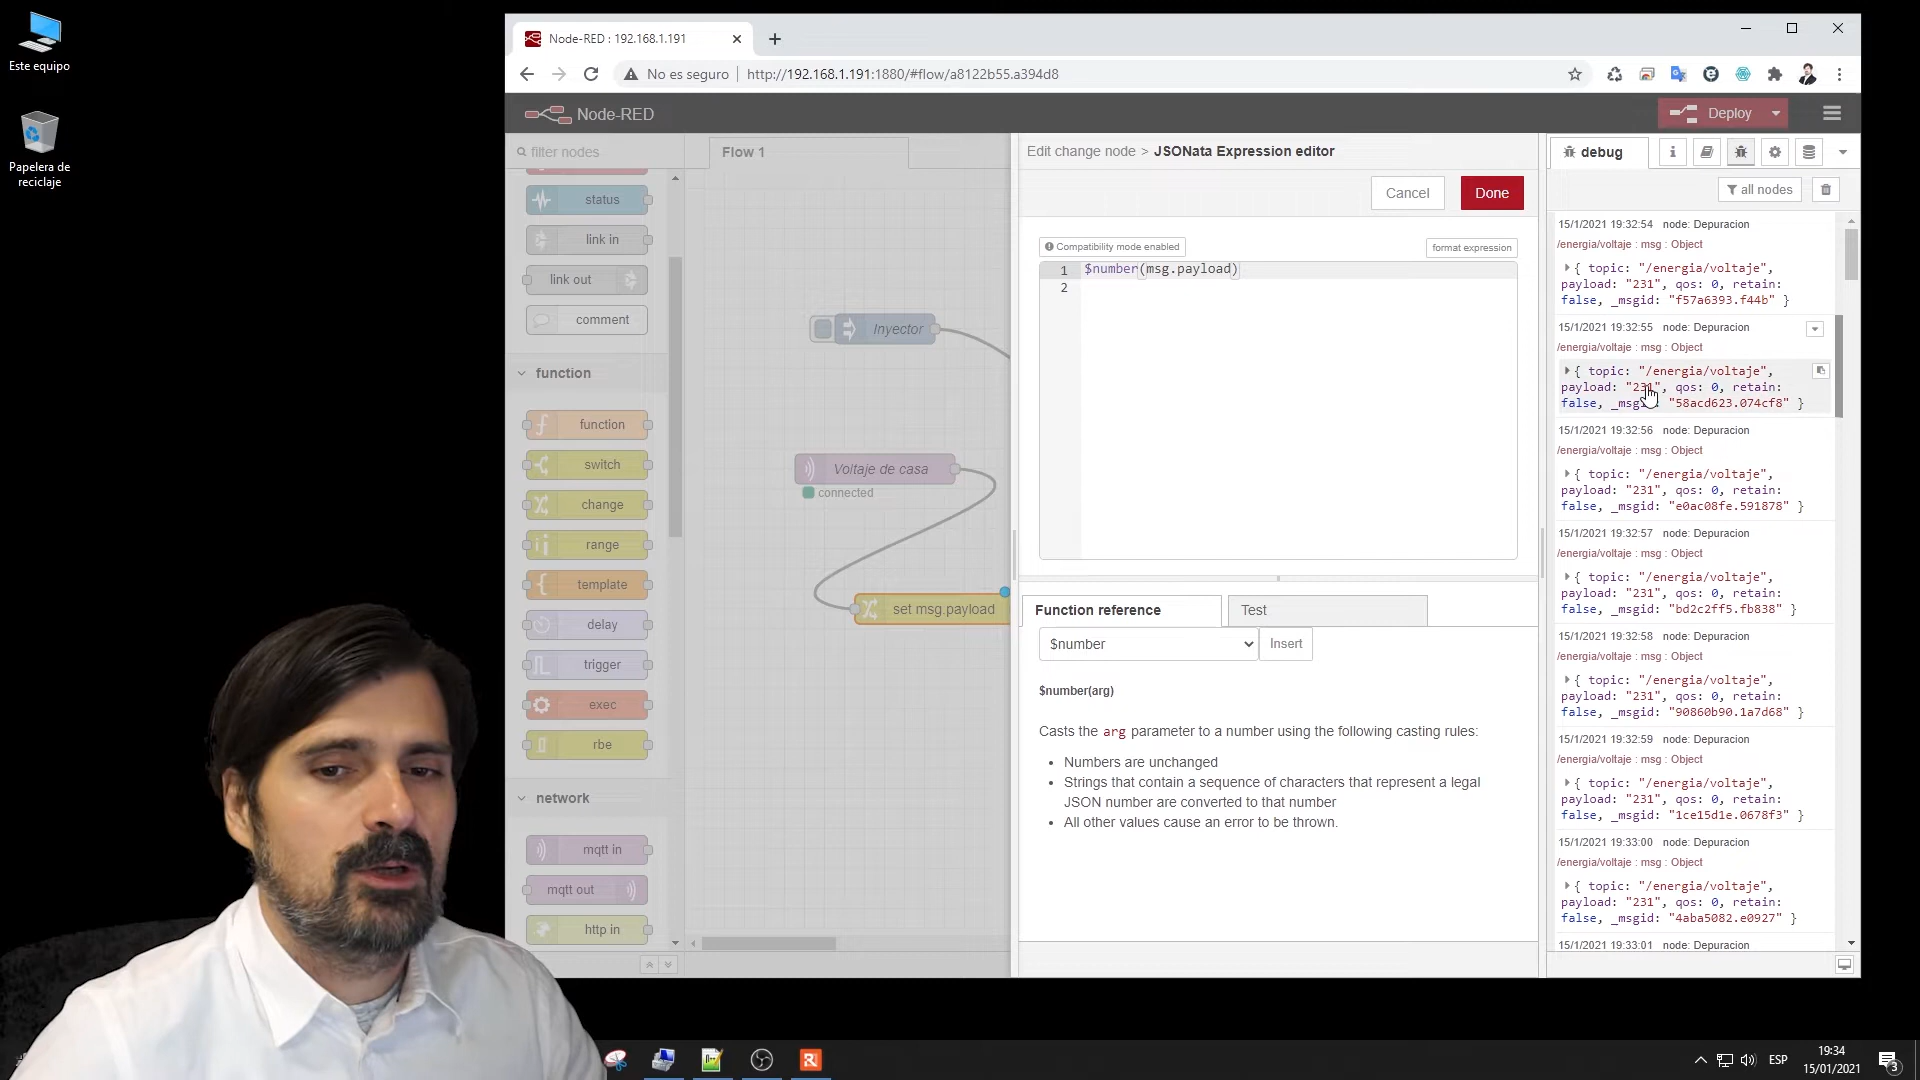 Este equipo
Papelera de
reciclaje
Node-RED : 192.168.1.191
No es seguro
http://192.168.1.191:1880/#flow/a8122b55.a394d8
Node-RED
Deploy
filter nodes
status
link in
link out
comment
function
function
switch
change
range
template
delay
trigger
exec
rbe
network
mqtt in
mqtt out
http in
Flow 1
Inyector
Voltaje de casa
connected
set msg.payload
Edit change node > JSONata Expression editor
Cancel
Done
Compatibility mode enabled
format expression
1 $number(msg.payload)
2
Function reference
Test
$number
Insert
$number(arg)
Casts the arg parameter to a number using the following casting rules:
• Numbers are unchanged
• Strings that contain a sequence of characters that represent a legal
JSON number are converted to that number
• All other values cause an error to be thrown.
debug
all nodes
15/1/2021 19:32:54 node: Depuracion
/energia/voltaje : msg : Object
{ topic: "/energia/voltaje",
payload: "231", qos: 0, retain:
false, _msgid: "f57a6393.f44b" }
15/1/2021 19:32:55 node: Depuracion
/energia/voltaje : msg : Object
{ topic: "/energia/voltaje",
payload: "231", qos: 0, retain:
false, _msgid: "58acd623.074cf8" }
15/1/2021 19:32:56 node: Depuracion
/energia/voltaje : msg : Object
{ topic: "/energia/voltaje",
payload: "231", qos: 0, retain:
false, _msgid: "e0ac08fe.591878" }
15/1/2021 19:32:57 node: Depuracion
/energia/voltaje : msg : Object
{ topic: "/energia/voltaje",
payload: "231", qos: 0, retain:
false, _msgid: "bd2c2ff5.fb838" }
15/1/2021 19:32:58 node: Depuracion
/energia/voltaje : msg : Object
{ topic: "/energia/voltaje",
payload: "231", qos: 0, retain:
false, _msgid: "90860b90.1a7d68" }
15/1/2021 19:32:59 node: Depuracion
/energia/voltaje : msg : Object
{ topic: "/energia/voltaje",
payload: "231", qos: 0, retain:
false, _msgid: "1ce15d1e.0678f3" }
15/1/2021 19:33:00 node: Depuracion
/energia/voltaje : msg : Object
{ topic: "/energia/voltaje",
payload: "231", qos: 0, retain:
false, _msgid: "4aba5082.e0927" }
15/1/2021 19:33:01 node: Depuracion
ESP
19:34
15/01/2021
3